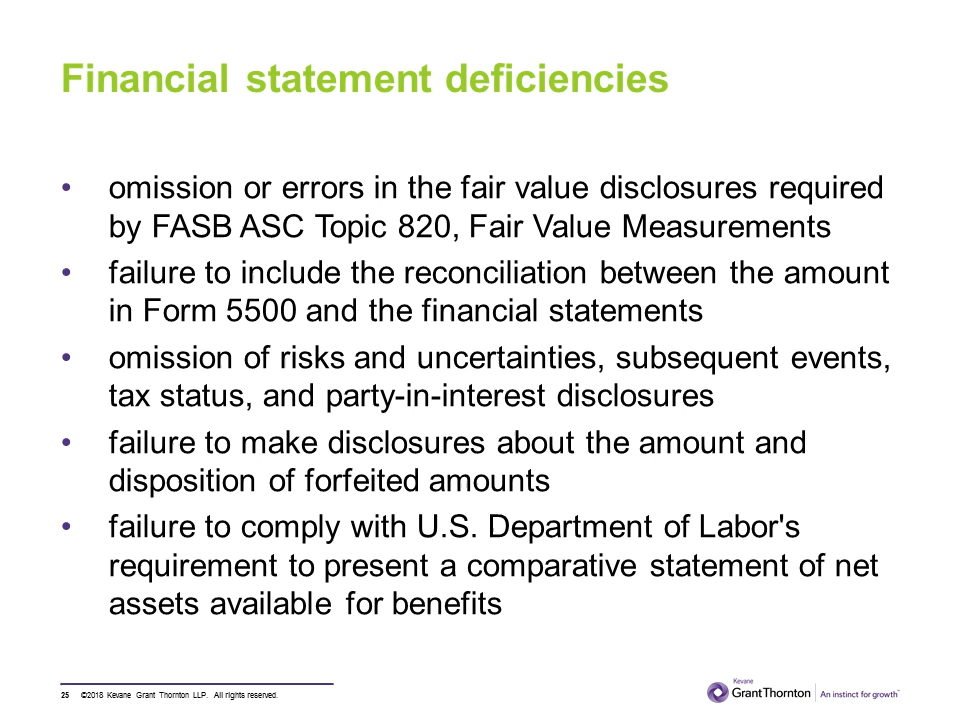 Financial statement deficiencies
• omission or errors in the fair value disclosures required
by FASB ASC Topic 820, Fair Value Measurements
• failure to include the reconciliation between the amount
in Form 5500 and the financial statements
• omission of risks and uncertainties, subsequent events,
tax status, and party-in-interest disclosures
• failure to make disclosures about the amount and
disposition of forfeited amounts
• failure to comply with U.S. Department of Labor's
requirement to present a comparative statement of net
assets available for benefits
25 ©2018 Kevane Grant Thornton LLP. All rights reserved.
Kevane
GrantThornton An instinct for growth™